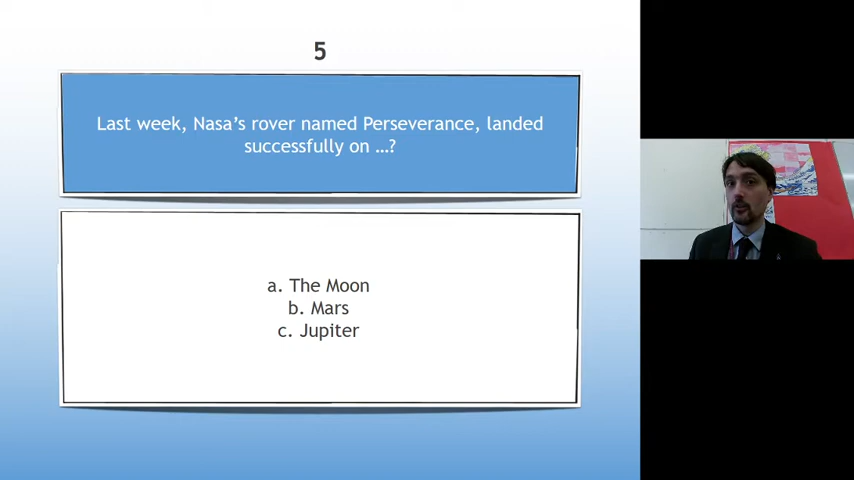 5
Last week, Nasa's rover named Perseverance, landed
successfully on ...?
a. The Moon
b. Mars
c. Jupiter